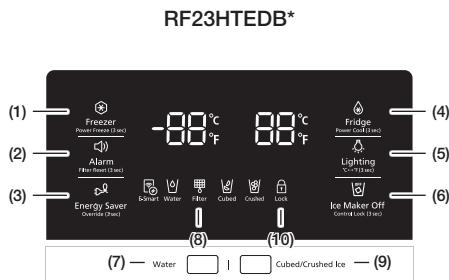 RF23HTEDB*
(1)
Freezer
Power Freeze (3 sec)
-88 °C °F
88 °C °F
Fridge
Power Cool (3 sec)
(4)
(2)
Alarm
Filter Reset (3 sec)
Lighting
°C↔°F(3 sec)
(5)
(3)
Energy Saver
Override (3sec)
E-Smart Water Filter Cubed Crushed Lock
OFF
Ice Maker Off
Control Lock (3 sec)
(6)
(8) (10)
(7) Water | Cubed/Crushed Ice (9)